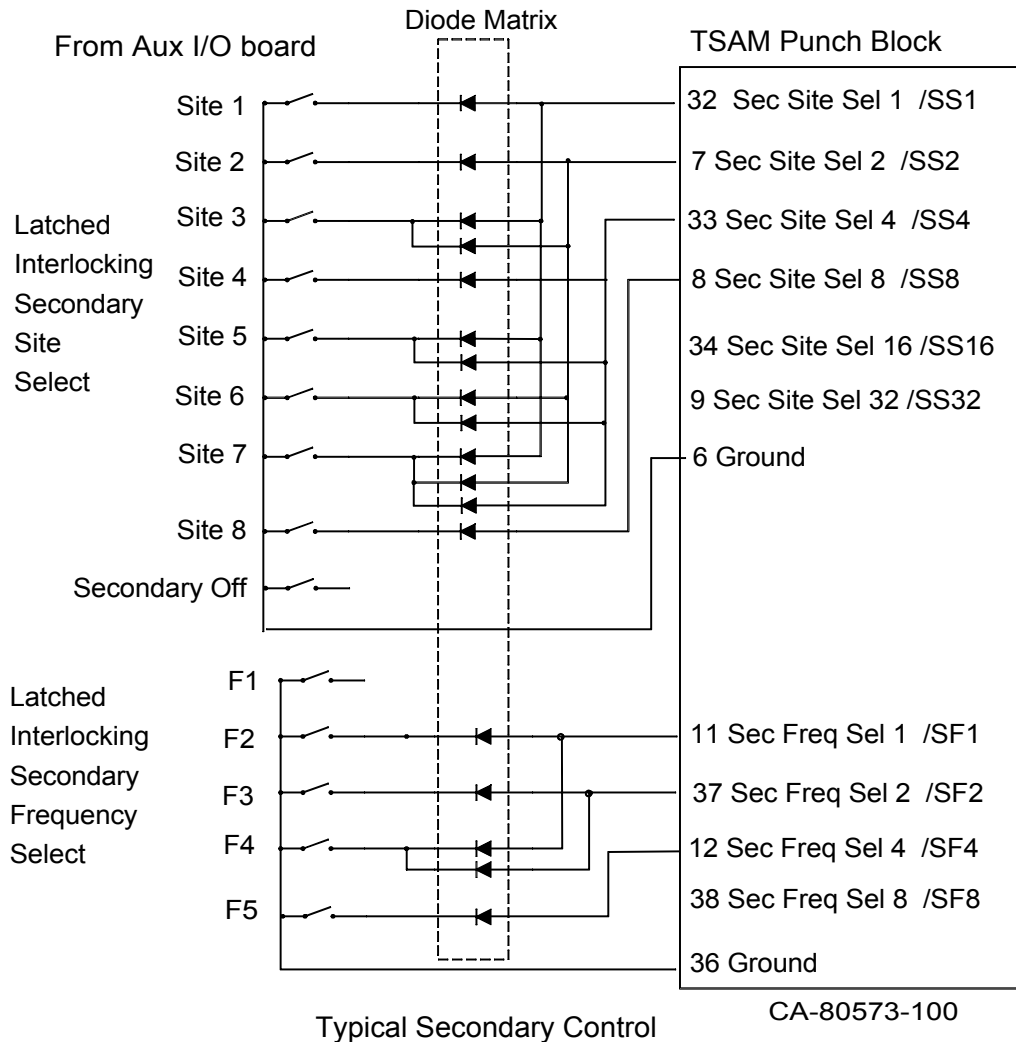 Diode Matrix
From Aux I/O board
TSAM Punch Block
Site 1
32 Sec Site Sel 1 /SS1
Site 2
7 Sec Site Sel 2 /SS2
Site 3
33 Sec Site Sel 4 /SS4
Latched
Interlocking
Secondary
Site
Select
Site 4
8 Sec Site Sel 8 /SS8
Site 5
34 Sec Site Sel 16 /SS16
Site 6
9 Sec Site Sel 32 /SS32
Site 7
6 Ground
Site 8
Secondary Off
F1
Latched
Interlocking
Secondary
Frequency
Select
F2
11 Sec Freq Sel 1 /SF1
F3
37 Sec Freq Sel 2 /SF2
F4
12 Sec Freq Sel 4 /SF4
F5
38 Sec Freq Sel 8 /SF8
36 Ground
CA-80573-100
Typical Secondary Control